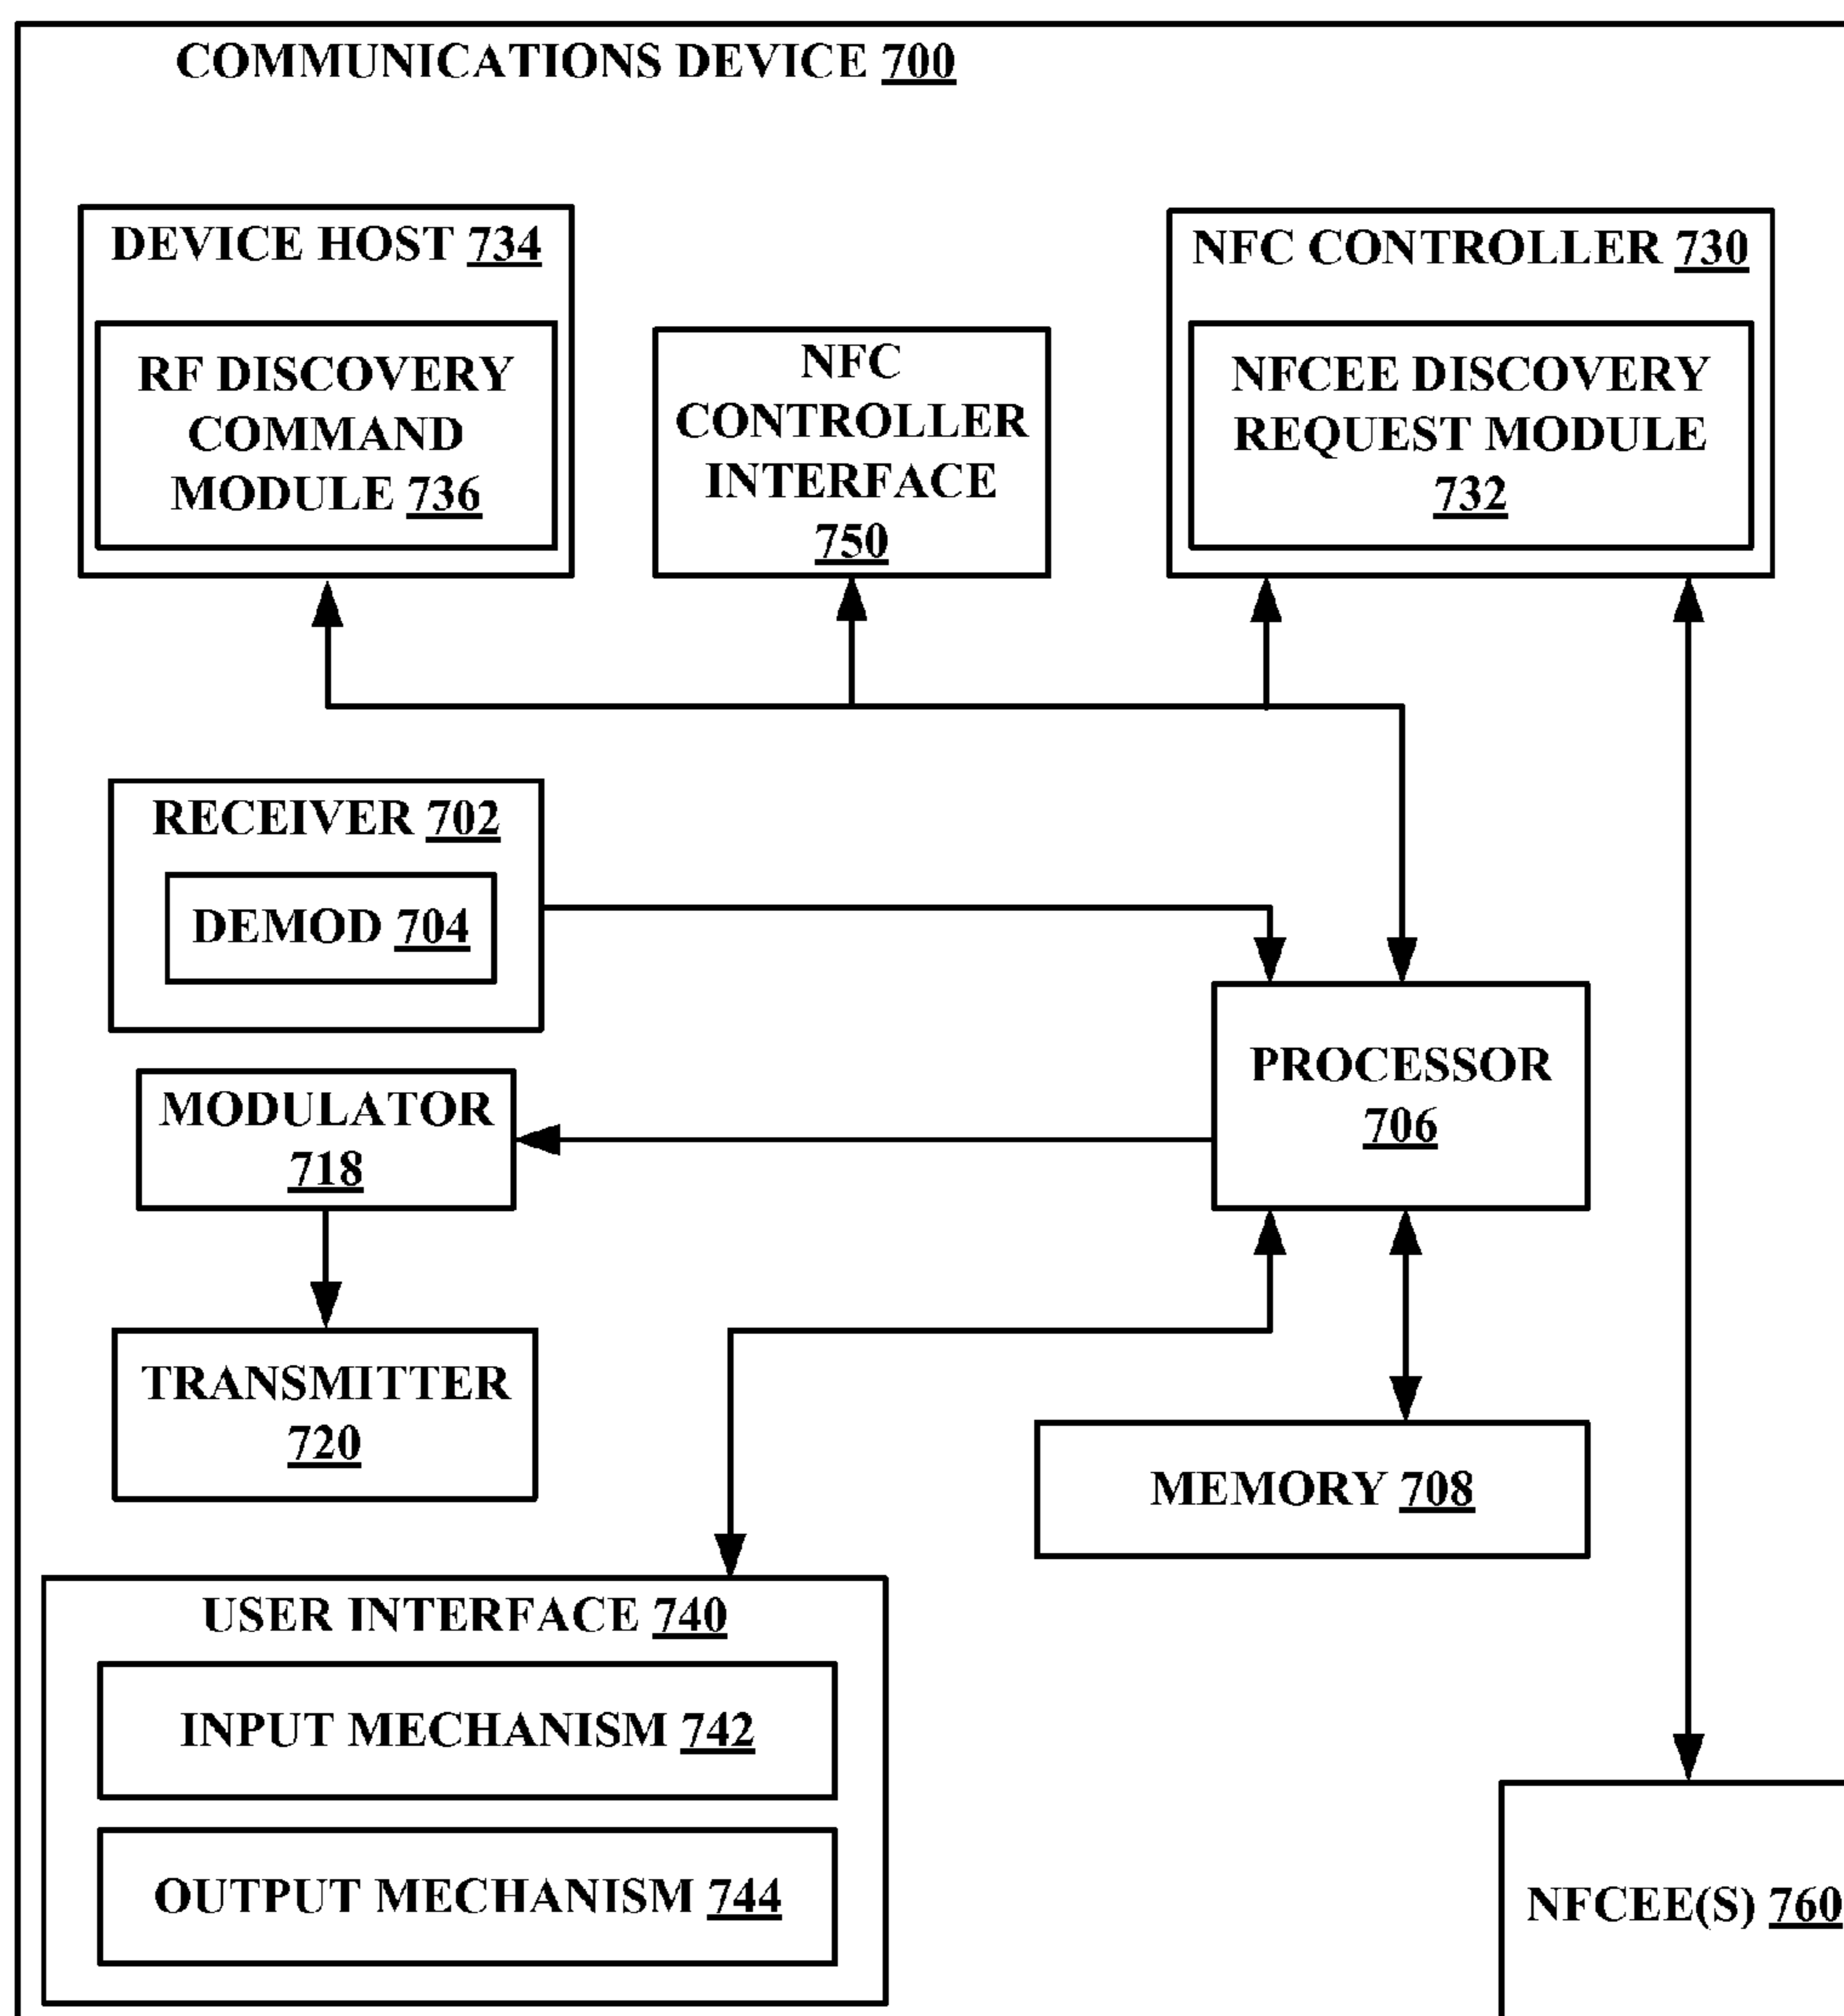 COMMUNICATIONS DEVICE 700
DEVICE HOST 734
RF DISCOVERY
COMMAND
MODULE 736
NFC
CONTROLLER
INTERFACE
750
NFC CONTROLLER 730
NFCEE DISCOVERY
REQUEST MODULE
732
RECEIVER 702
DEMOD 704
PROCESSOR
706
MODULATOR
718
TRANSMITTER
720
MEMORY 708
USER INTERFACE 740
INPUT MECHANISM 742
OUTPUT MECHANISM 744
NFCEE(S) 760